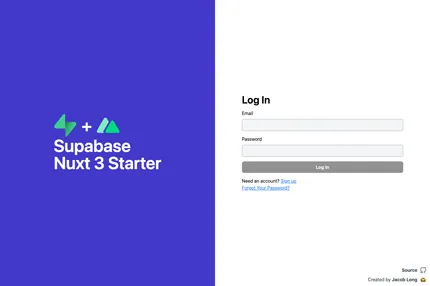 +
Supabase
Nuxt 3 Starter
Log In
Email
Password
Log In
Need an account? Sign up
Forgot Your Password?
Source
Created by Jacob Long